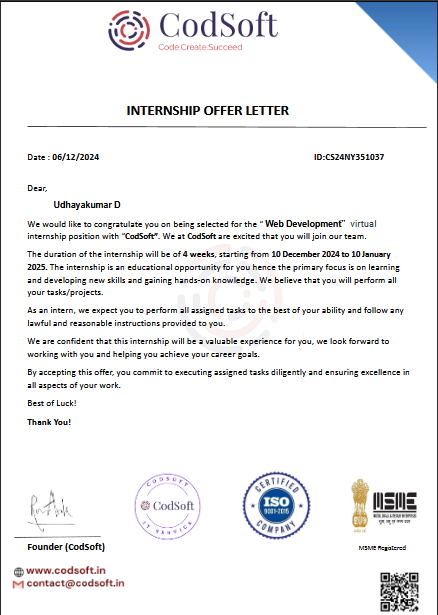 CodSoft
Code.Create.Succeed
INTERNSHIP OFFER LETTER
Date : 06/12/2024
ID:CS24NY351037
Dear,
Udhayakumar D
We would like to congratulate you on being selected for the “ Web Development” virtual
internship position with “CodSoft”. We at CodSoft are excited that you will join our team.
The duration of the internship will be of 4 weeks, starting from 10 December 2024 to 10 January
2025. The internship is an educational opportunity for you hence the primary focus is on learning
and developing new skills and gaining hands-on knowledge. We believe that you will perform all
your tasks/projects.
As an intern, we expect you to perform all assigned tasks to the best of your ability and follow any
lawful and reasonable instructions provided to you.
We are confident that this internship will be a valuable experience for you, we look forward to
working with you and helping you achieve your career goals.
By accepting this offer, you commit to executing assigned tasks diligently and ensuring excellence in
all aspects of your work.
Best of Luck!
Thank You!
CODSOFT
CodSoft
IT SERVICE
CERTIFIED
ISO
9001:2015
COMPANY
MSME
Founder (CodSoft)
MSME Registered
www.codsoft.in
contact@codsoft.in